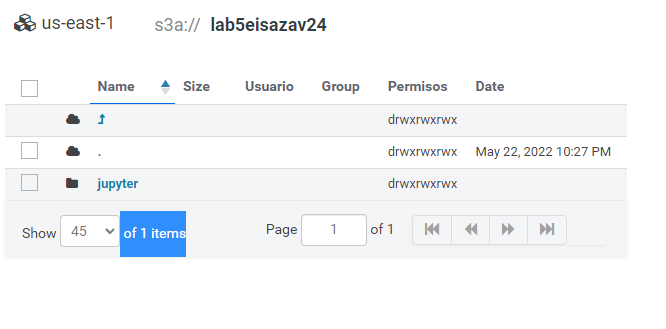 us-east-1 s3a:// lab5eisazav24
Name Size Usuario Group Permisos Date
drwxrwxrwx
. drwxrwxrwx May 22, 2022 10:27 PM
jupyter drwxrwxrwx
Show 45 of 1 items Page 1 of 1